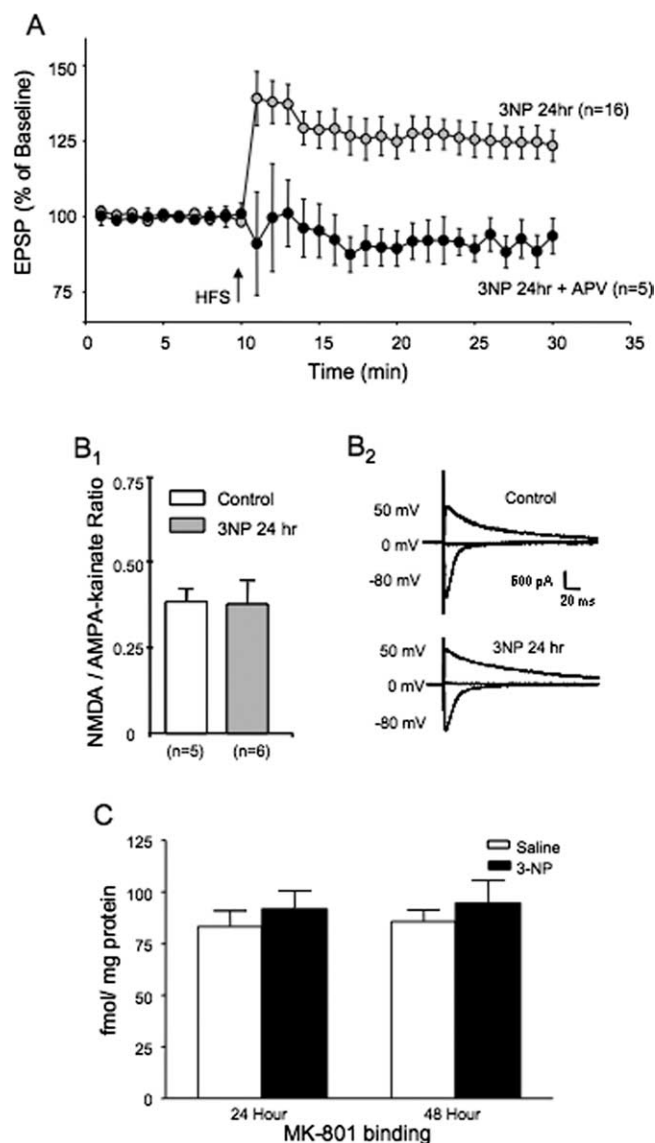 A
150
125
100
75
EPSP (% of Baseline)
3NP 24hr (n=16)
HFS
3NP 24hr + APV (n=5)
0 5 10 15 20 25 30 35
Time (min)
B1
0.75
0.50
0.25
0
NMDA / AMPA-kainate Ratio
Control
3NP 24 hr
(n=5) (n=6)
B2
Control
50 mV
0 mV
-80 mV
500 pA
20 ms
3NP 24 hr
50 mV
0 mV
-80 mV
C
125
100
75
50
25
0
fmol/ mg protein
Saline
3-NP
24 Hour 48 Hour
MK-801 binding